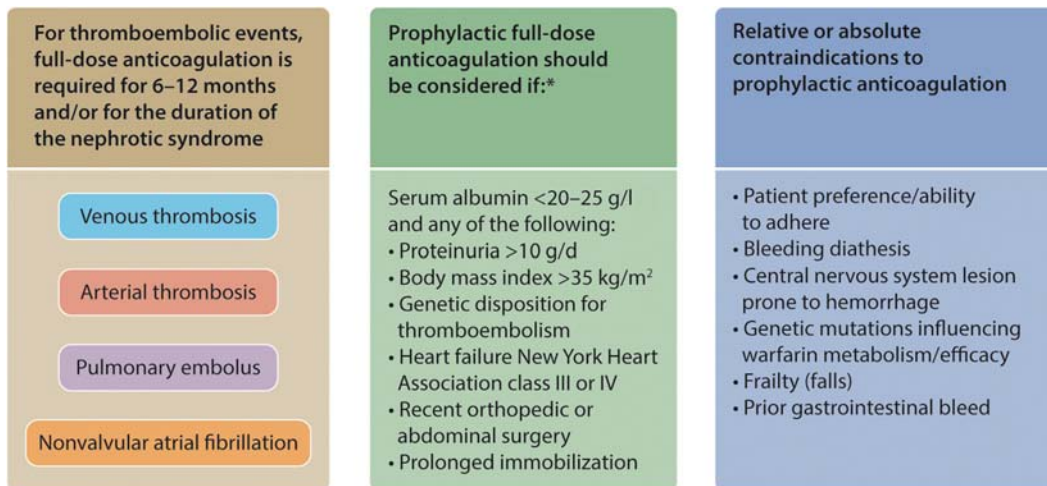 For thromboembolic events,
full-dose anticoagulation is
required for 6–12 months
and/or for the duration of
the nephrotic syndrome
Venous thrombosis
Arterial thrombosis
Pulmonary embolus
Nonvalvular atrial fibrillation
Prophylactic full-dose
anticoagulation should
be considered if:*
Serum albumin <20–25 g/l
and any of the following:
• Proteinuria >10 g/d
• Body mass index >35 kg/m²
• Genetic disposition for
thromboembolism
• Heart failure New York Heart
Association class III or IV
• Recent orthopedic or
abdominal surgery
• Prolonged immobilization
Relative or absolute
contraindications to
prophylactic anticoagulation
• Patient preference/ability
to adhere
• Bleeding diathesis
• Central nervous system lesion
prone to hemorrhage
• Genetic mutations influencing
warfarin metabolism/efficacy
• Frailty (falls)
• Prior gastrointestinal bleed